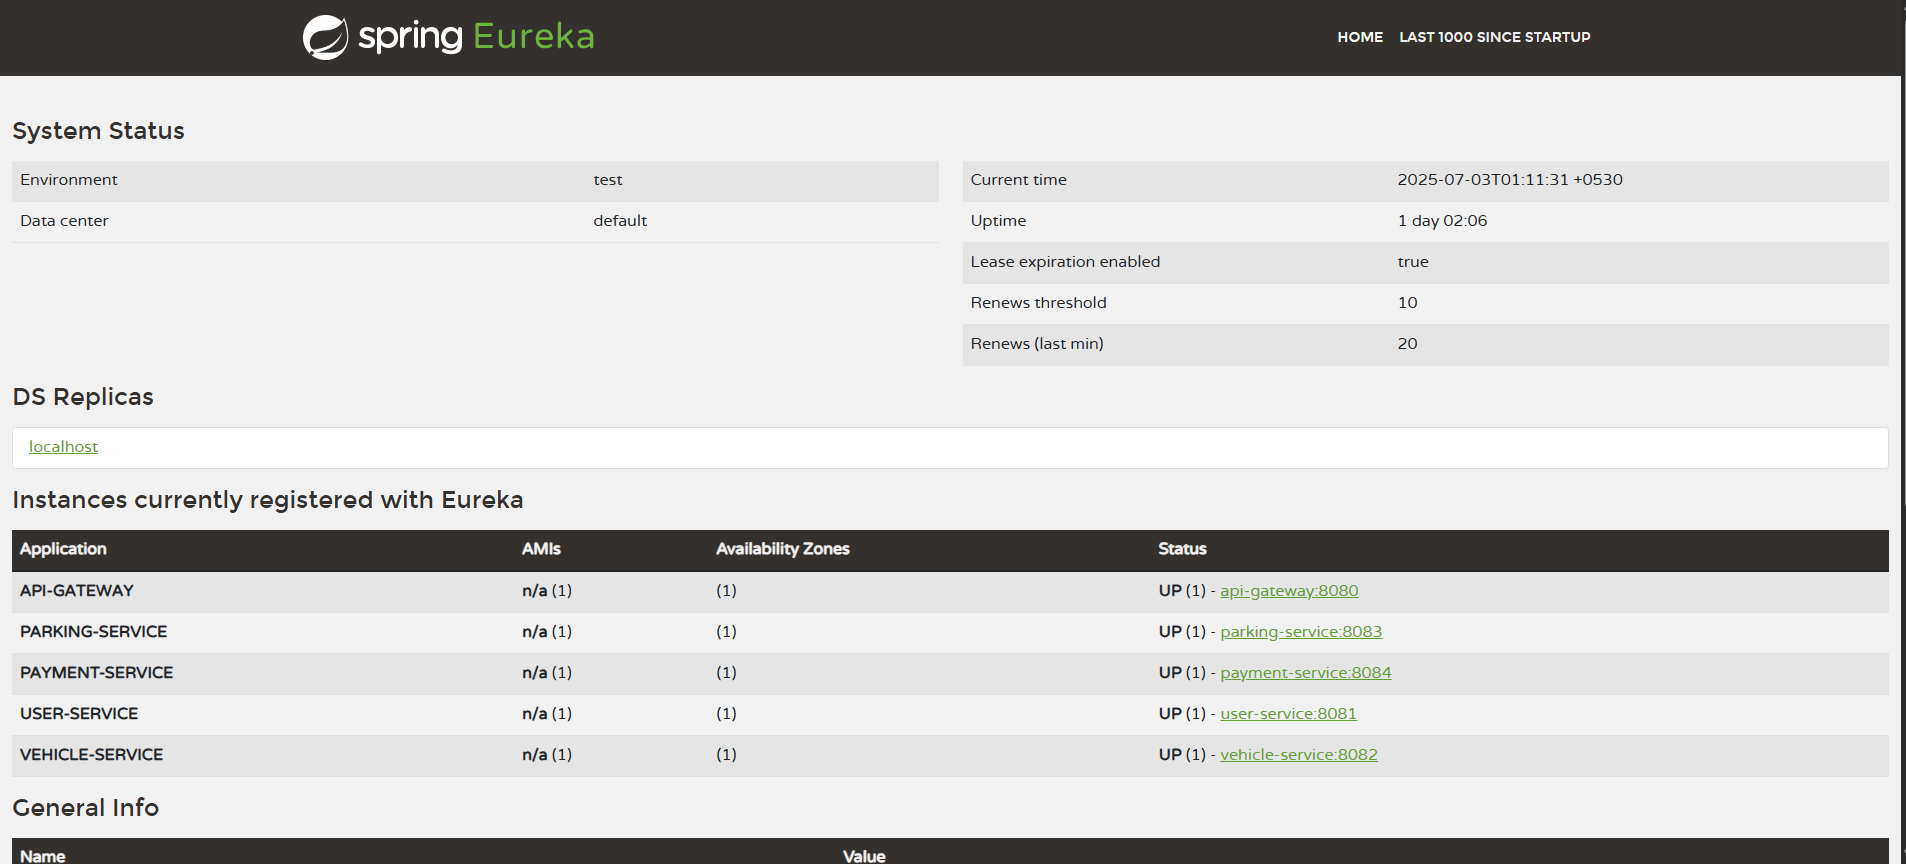 spring Eureka
HOME LAST 1000 SINCE STARTUP
System Status
Environment test
Data center default
Current time 2025-07-03T01:11:31 +0530
Uptime 1 day 02:06
Lease expiration enabled true
Renews threshold 10
Renews (last min) 20
DS Replicas
localhost
Instances currently registered with Eureka
Application AMIs Availability Zones Status
API-GATEWAY n/a (1) (1) UP (1) - api-gateway:8080
PARKING-SERVICE n/a (1) (1) UP (1) - parking-service:8083
PAYMENT-SERVICE n/a (1) (1) UP (1) - payment-service:8084
USER-SERVICE n/a (1) (1) UP (1) - user-service:8081
VEHICLE-SERVICE n/a (1) (1) UP (1) - vehicle-service:8082
General Info
Name Value